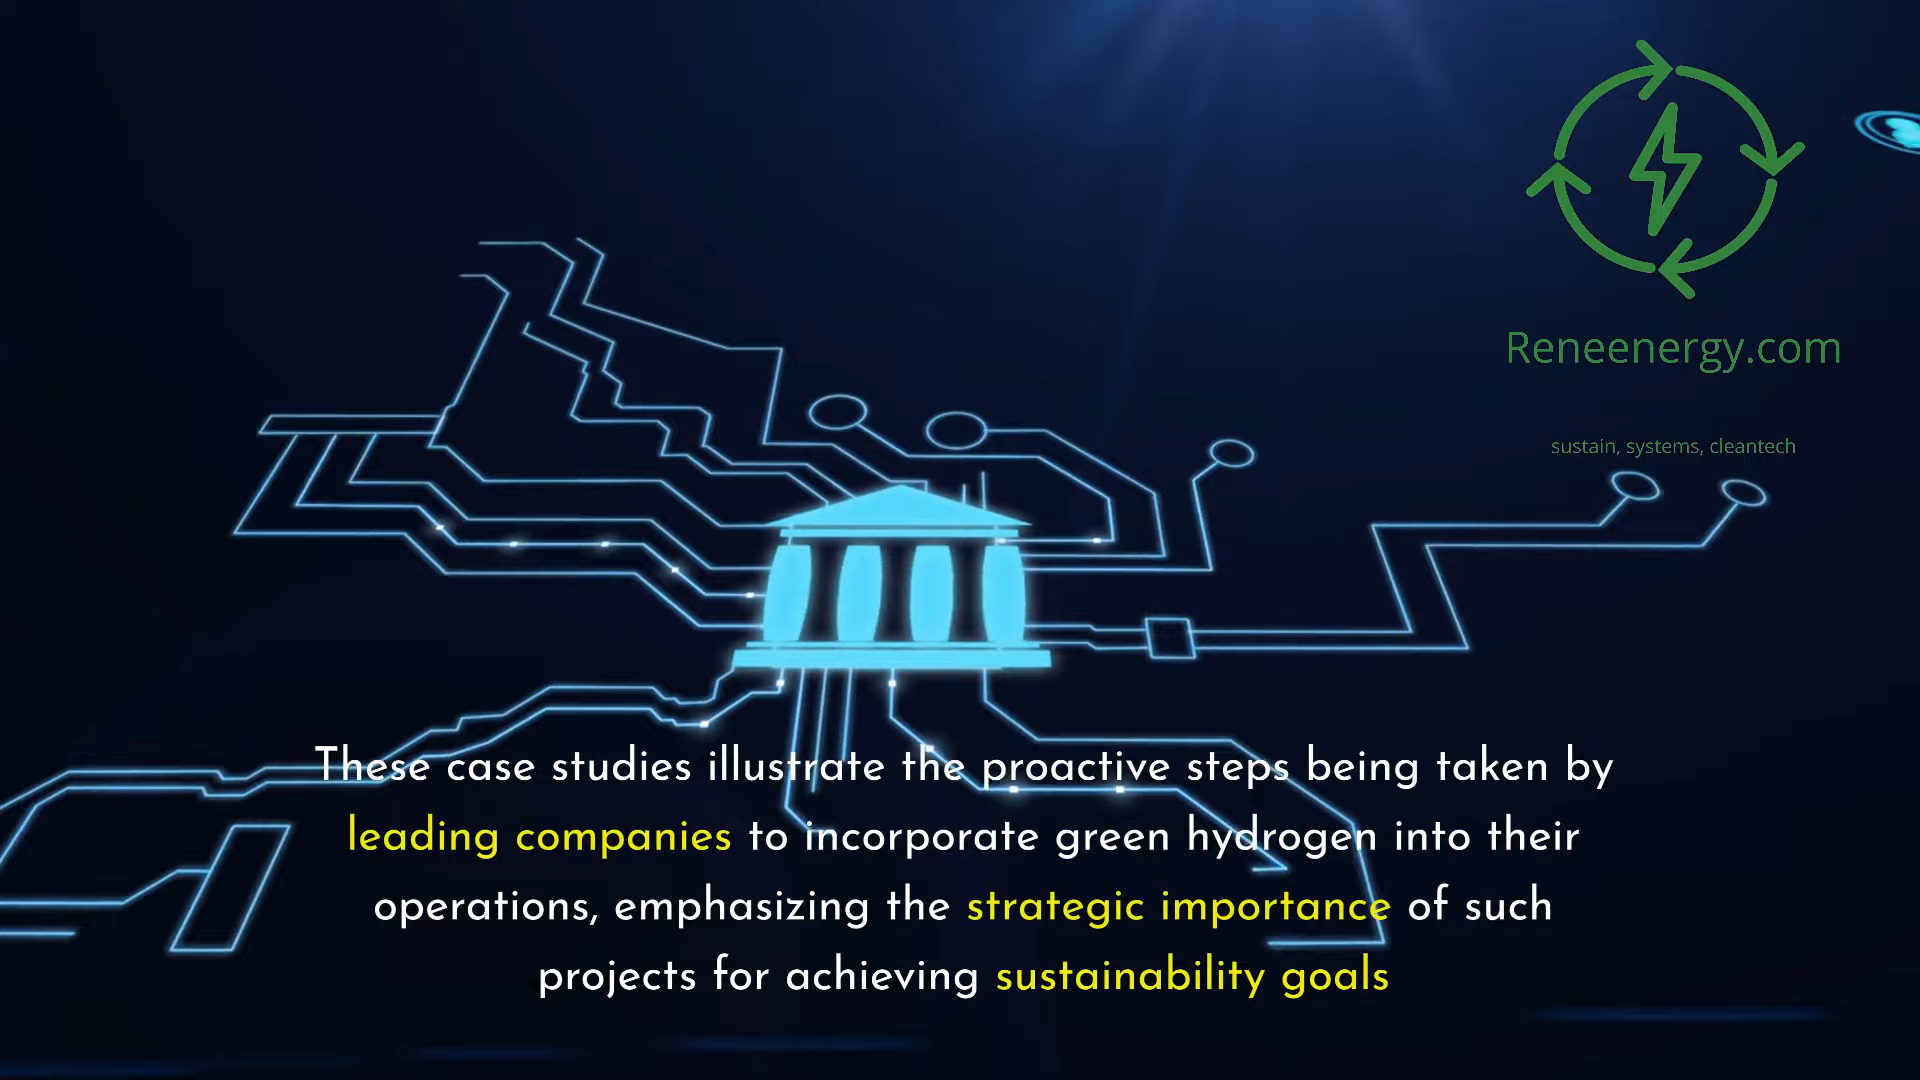 Reneenergy.com
sustain, systems, cleantech
These case studies illustrate the proactive steps being taken by
leading companies to incorporate green hydrogen into their
operations, emphasizing the strategic importance of such
projects for achieving sustainability goals